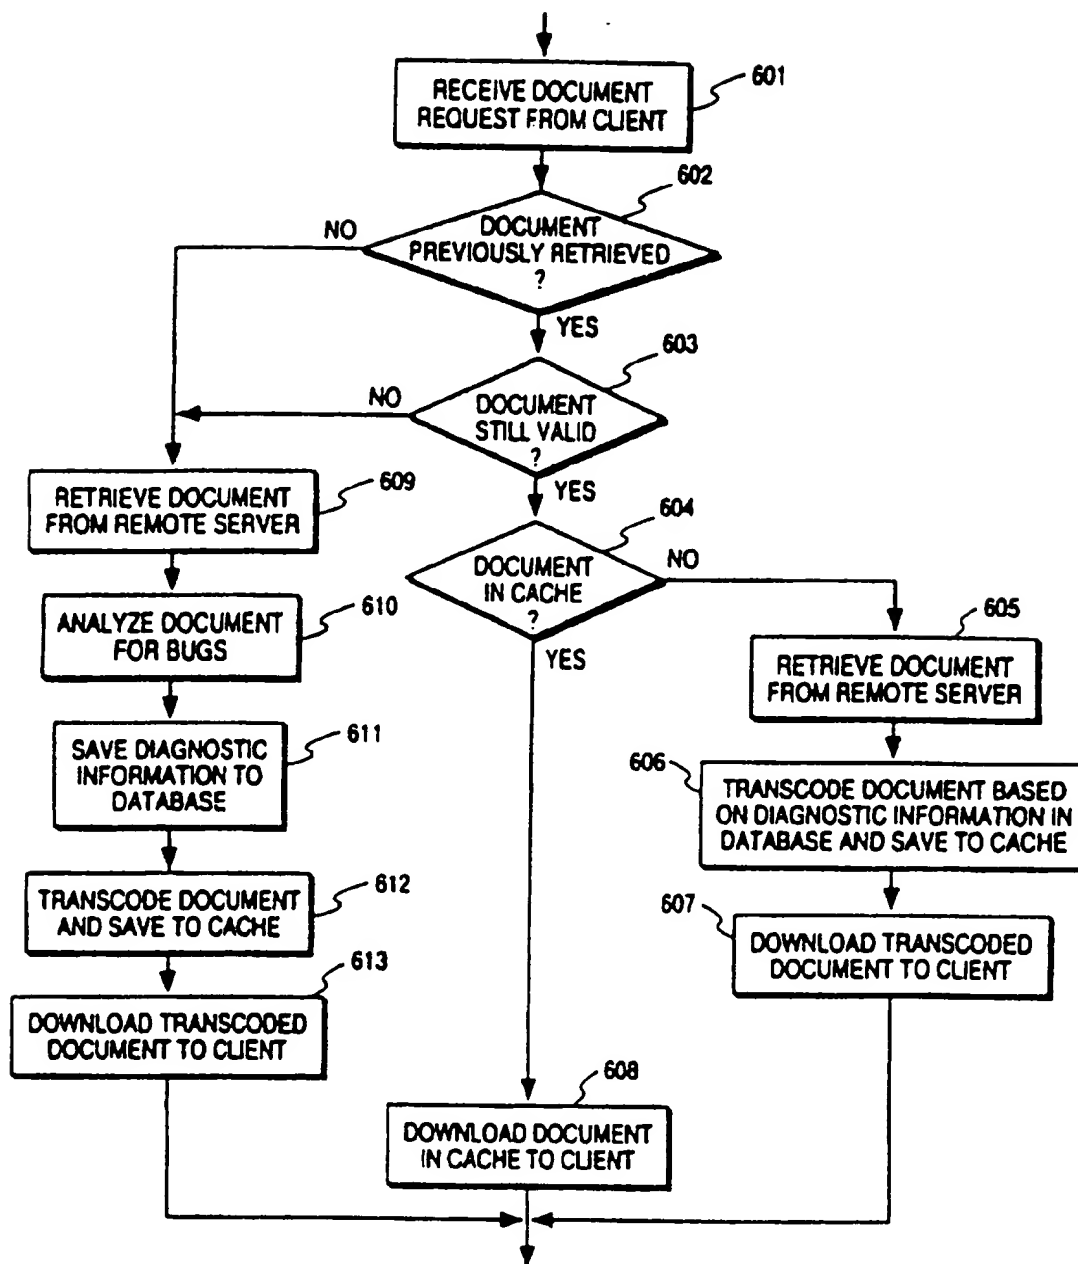 RECEIVE DOCUMENT
REQUEST FROM CLIENT
601
602
DOCUMENT
PREVIOUSLY RETRIEVED
?
NO
YES
603
DOCUMENT
STILL VALID
?
NO
YES
604
DOCUMENT
IN CACHE
?
NO
YES
605
RETRIEVE DOCUMENT
FROM REMOTE SERVER
606
TRANSCODE DOCUMENT BASED
ON DIAGNOSTIC INFORMATION IN
DATABASE AND SAVE TO CACHE
607
DOWNLOAD TRANSCODED
DOCUMENT TO CLIENT
608
DOWNLOAD DOCUMENT
IN CACHE TO CLIENT
609
RETRIEVE DOCUMENT
FROM REMOTE SERVER
610
ANALYZE DOCUMENT
FOR BUGS
611
SAVE DIAGNOSTIC
INFORMATION TO
DATABASE
612
TRANSCODE DOCUMENT
AND SAVE TO CACHE
613
DOWNLOAD TRANSCODED
DOCUMENT TO CLIENT